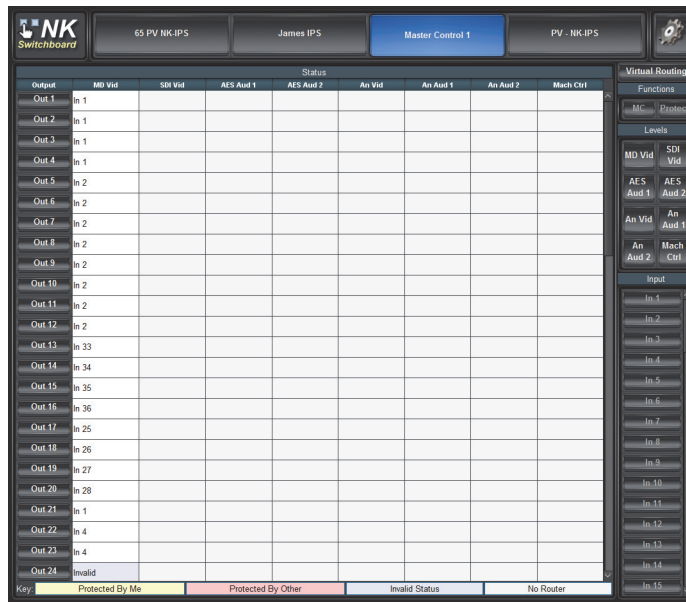 NK
Switchboard
65 PV NK-IPS
James IPS
Master Control 1
PV - NK-IPS
Status
Output MD Vid SDI Vid AES Aud 1 AES Aud 2 An Vid An Aud 1 An Aud 2 Mach Ctrl
Out 1 In 1
Out 2 In 1
Out 3 In 1
Out 4 In 1
Out 5 In 2
Out 6 In 2
Out 7 In 2
Out 8 In 2
Out 9 In 2
Out 10 In 2
Out 11 In 2
Out 12 In 2
Out 13 In 33
Out 14 In 34
Out 15 In 35
Out 16 In 36
Out 17 In 25
Out 18 In 26
Out 19 In 27
Out 20 In 28
Out 21 In 1
Out 22 In 4
Out 23 In 4
Out 24 Invalid
Key: Protected By Me Protected By Other Invalid Status No Router
Virtual Routing
Functions
MC Protec
Levels
MD Vid
SDI
Vid
AES
Aud 1
AES
Aud 2
An Vid
An
Aud 1
An
Aud 2
Mach
Ctrl
Input
In 1
In 2
In 3
In 4
In 5
In 6
In 7
In 8
In 9
In 10
In 11
In 12
In 13
In 14
In 15